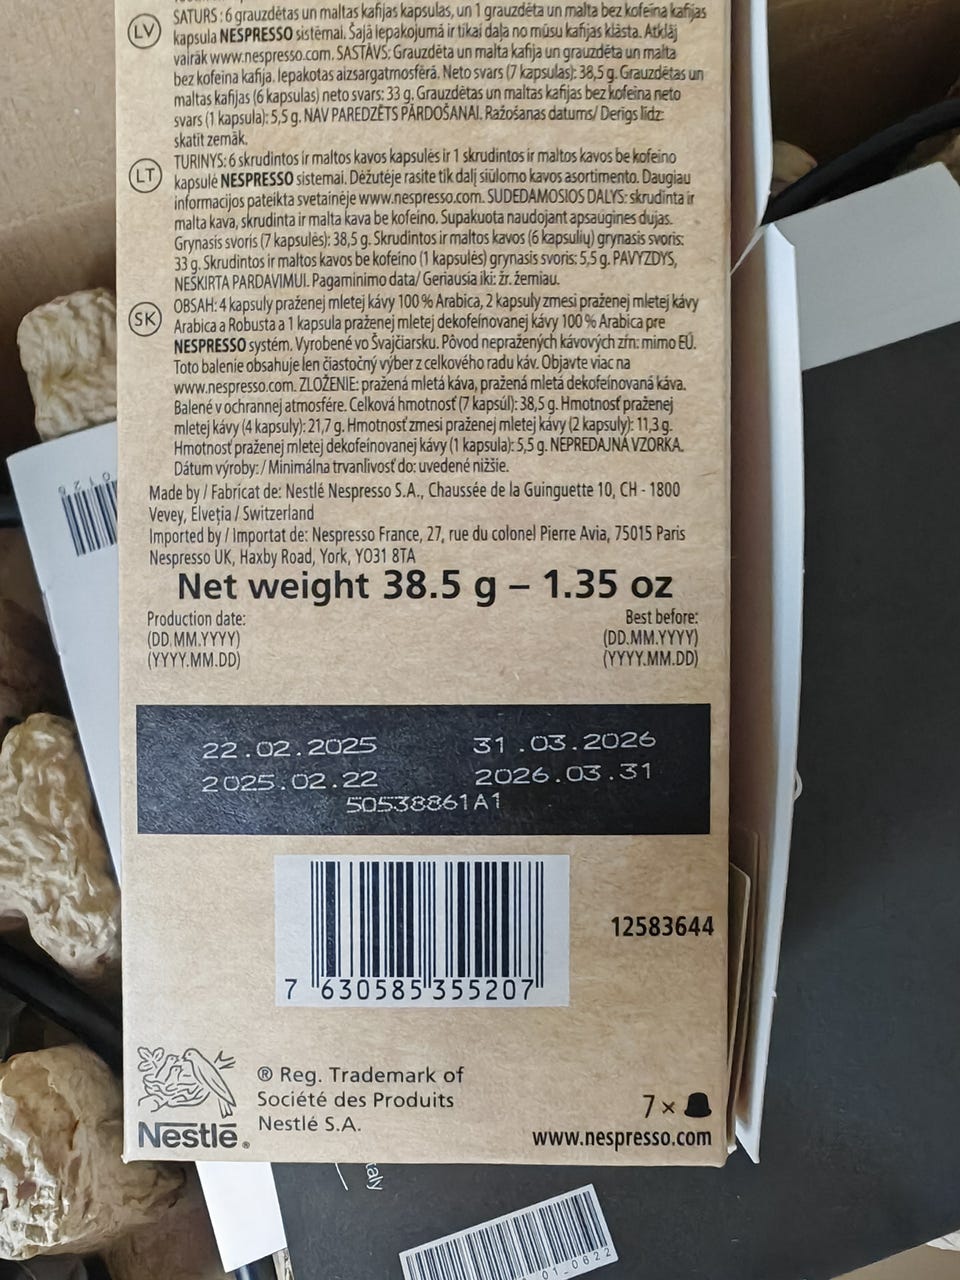 LV
SATURS : 6 grauzdētas un maltas kafijas kapsulas, un 1 grauzdēta un malta bez kofeīna kafijas
kapsula NESPRESSO sistēmai. Šajā iepakojumā ir tikai daļa no mūsu kafijas klāsta. Atklāj
vairāk www.nespresso.com. SASTĀVS: Grauzdēta un malta kafija un grauzdēta un malta
bez kofeīna kafija. Iepakotas aizsargatmosfērā. Neto svars (7 kapsulas): 38,5 g. Grauzdētas un
maltas kafijas (6 kapsulas) neto svars: 33 g. Grauzdētas un maltas kafijas bez kofeīna neto
svars (1 kapsula): 5,5 g. NAV PAREDZĒTS PĀRDOŠANAI. Ražošanas datums/ Derīgs līdz:
skatīt zemāk.
LT
TURINYS: 6 skrudintos ir maltos kavos kapsulės ir 1 skrudintos ir maltos kavos be kofeino
kapsulė NESPRESSO sistemai. Dėžutėje rasite tik dalį siūlomo kavos asortimento. Daugiau
informacijos pateikta svetainėje www.nespresso.com. SUDEDAMOSIOS DALYS: skrudinta ir
malta kava, skrudinta ir malta kava be kofeino. Supakuota naudojant apsaugines dujas.
Grynasis svoris (7 kapsulės): 38,5 g. Skrudintos ir maltos kavos (6 kapsulių) grynasis svoris:
33 g. Skrudintos ir maltos kavos be kofeino (1 kapsulės) grynasis svoris: 5,5 g. PAVYZDYS,
NESKIRTA PARDAVIMUI. Pagaminimo data/ Geriausia iki: žr. žemiau.
SK
OBSAH: 4 kapsuly praženej mletej kávy 100 % Arabica, 2 kapsuly zmesi praženej mletej kávy
Arabica a Robusta a 1 kapsula praženej mletej dekofeínovanej kávy 100 % Arabica pre
NESPRESSO systém. Vyrobené vo Švajčiarsku. Pôvod nepražených kávových zŕn: mimo EÚ.
Toto balenie obsahuje len čiastočný výber z celkového radu káv. Objavte viac na
www.nespresso.com. ZLOŽENIE: pražená mletá káva, pražená mletá dekofeínovaná káva.
Balené v ochrannej atmosfére. Celková hmotnosť (7 kapsúl): 38,5 g. Hmotnosť praženej
mletej kávy (4 kapsuly): 21,7 g. Hmotnosť zmesi praženej mletej kávy (2 kapsuly): 11,3 g.
Hmotnosť praženej mletej dekofeínovanej kávy (1 kapsula): 5,5 g. NEPREDAJNÁ VZORKA.
Dátum výroby: / Minimálna trvanlivosť do: uvedené nižšie.
Made by / Fabricat de: Nestlé Nespresso S.A., Chaussée de la Guinguette 10, CH - 1800
Vevey, Elveția / Switzerland
Imported by / Importat de: Nespresso France, 27, rue du colonel Pierre Avia, 75015 Paris
Nespresso UK, Haxby Road, York, YO31 8TA
Net weight 38.5 g – 1.35 oz
Production date: Best before:
(DD.MM.YYYY) (DD.MM.YYYY)
(YYYY.MM.DD) (YYYY.MM.DD)
22.02.2025 31.03.2026
2025.02.22 2026.03.31
50538861A1
12583644
7 630585 355207
® Reg. Trademark of
Société des Produits
Nestlé S.A.
Nestlé®
7 ×
www.nespresso.com
taly
01-0622